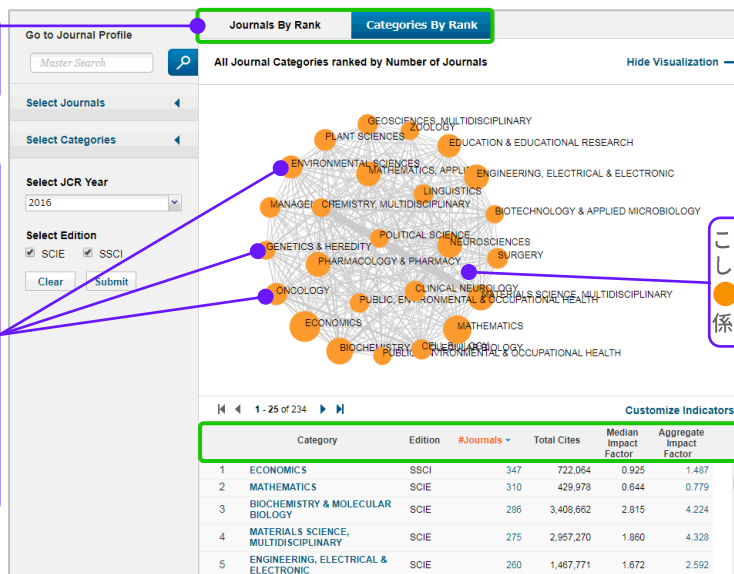 Go to Journal Profile
Master Search
Select Journals
Select Categories
Select JCR Year
2016
Select Edition
SCIE SSCI
Clear Submit
Journals By Rank Categories By Rank
All Journal Categories ranked by Number of Journals Hide Visualization
GEOSCIENCES, MULTIDISCIPLINARY
ZOOLOGY
PLANT SCIENCES
EDUCATION & EDUCATIONAL RESEARCH
ENVIRONMENTAL SCIENCES
MATHEMATICS, APPLI
ENGINEERING, ELECTRICAL & ELECTRONIC
LINGUISTICS
MANAGEM
CHEMISTRY, MULTIDISCIPLINARY
BIOTECHNOLOGY & APPLIED MICROBIOLOGY
POLITICAL SCIENCE
GENETICS & HEREDITY
NEUROSCIENCES
SURGERY
PHARMACOLOGY & PHARMACY
ONCOLOGY
CLINICAL NEUROLOGY
MATERIALS SCIENCE, MULTIDISCIPLINARY
PUBLIC, ENVIRONMENTAL & OCCUPATIONAL HEALTH
ECONOMICS
MATHEMATICS
BIOCHEMISTRY & MOLECULAR BIOLOGY
CELL BIOLOGY
PUBLIC, ENVIRONMENTAL & OCCUPATIONAL HEALTH
こ
し
係
1 - 25 of 234
Customize Indicators
Category Edition #Journals Total Cites Median Impact Factor Aggregate Impact Factor
1 ECONOMICS SSCI 347 722,064 0.925 1.487
2 MATHEMATICS SCIE 310 429,978 0.644 0.779
3 BIOCHEMISTRY & MOLECULAR BIOLOGY SCIE 286 3,408,662 2.815 4.224
4 MATERIALS SCIENCE, MULTIDISCIPLINARY SCIE 275 2,957,270 1.860 4.328
5 ENGINEERING, ELECTRICAL & ELECTRONIC SCIE 260 1,467,771 1.672 2.592